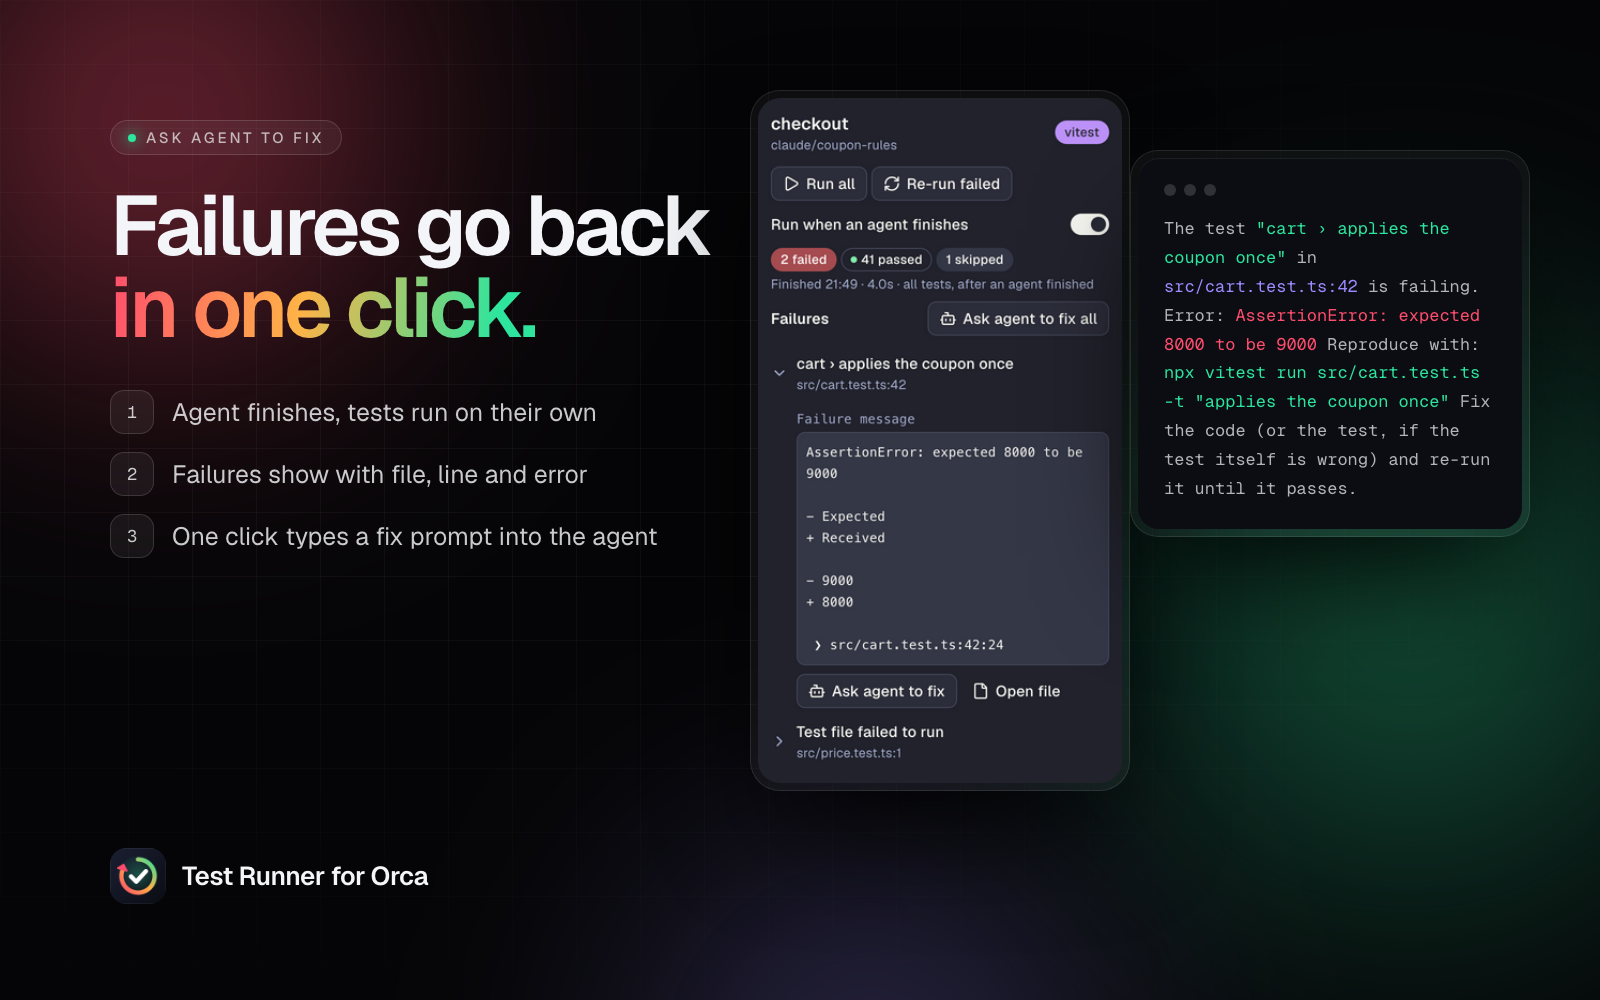 ASK AGENT TO FIX
Failures go back
in one click.
1 Agent finishes, tests run on their own
2 Failures show with file, line and error
3 One click types a fix prompt into the agent
Test Runner for Orca
checkout
claude/coupon-rules
vitest
Run all
Re-run failed
Run when an agent finishes
2 failed
41 passed
1 skipped
Finished 21:49 · 4.0s · all tests, after an agent finished
Failures
Ask agent to fix all
cart › applies the coupon once
src/cart.test.ts:42
Failure message
AssertionError: expected 8000 to be
9000
– Expected
+ Received
– 9000
+ 8000
❯ src/cart.test.ts:42:24
Ask agent to fix
Open file
Test file failed to run
src/price.test.ts:1
The test "cart › applies the
coupon once" in
src/cart.test.ts:42 is failing.
Error: AssertionError: expected
8000 to be 9000 Reproduce with:
npx vitest run src/cart.test.ts
-t "applies the coupon once" Fix
the code (or the test, if the
test itself is wrong) and re-run
it until it passes.